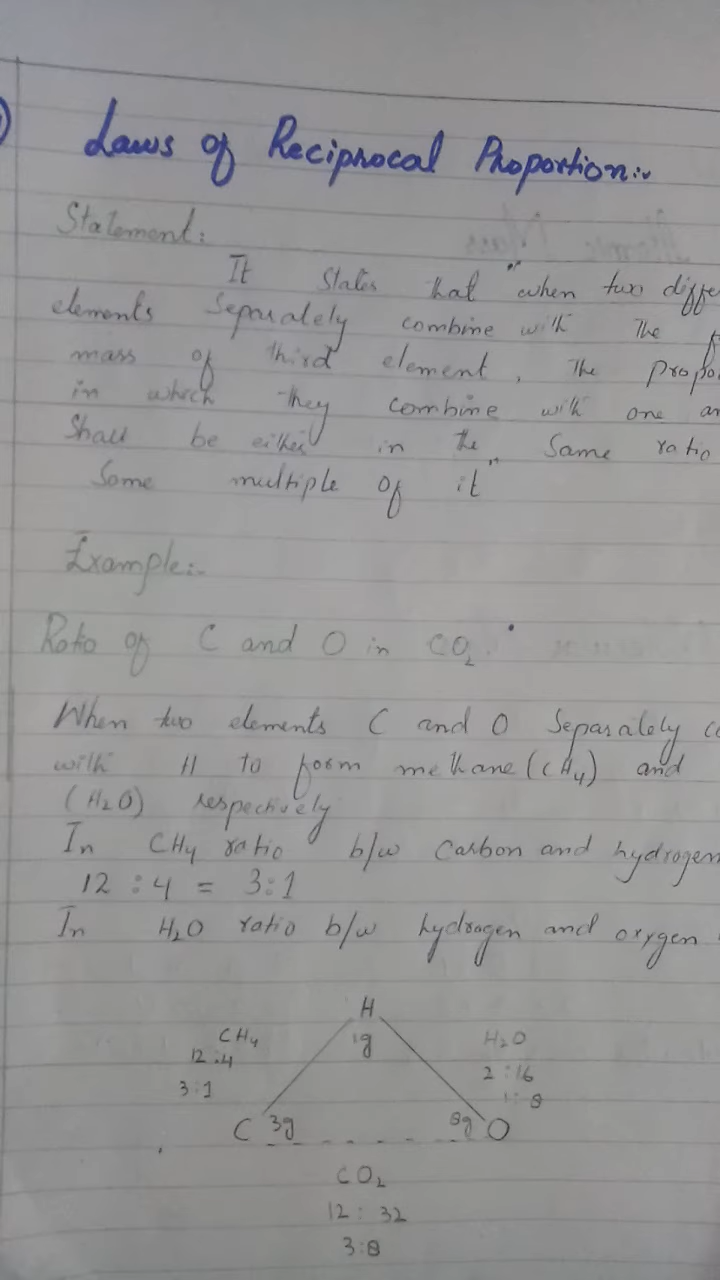 Laws of Reciprocal Proportion:-
Statement:
It states that "when two diffe
elements Separately combine with The f
mass of third element, The propo
in which they combine with one an
Shall be either in the Same ratio
Some multiple of it"
Example:-
Ratio of C and O in CO₂.
When two elements C and O Separately co
with H to form methane (CH₄) and
(H₂O) respectively
In CH₄ ratio b/w Carbon and hydrogen
12 : 4 = 3:1
In H₂O ratio b/w hydrogen and oxygen
H
CH₄ 1g H₂O
12:4 2:16
3:1 1:8
C 3g 8g O
CO₂
12 : 32
3:8